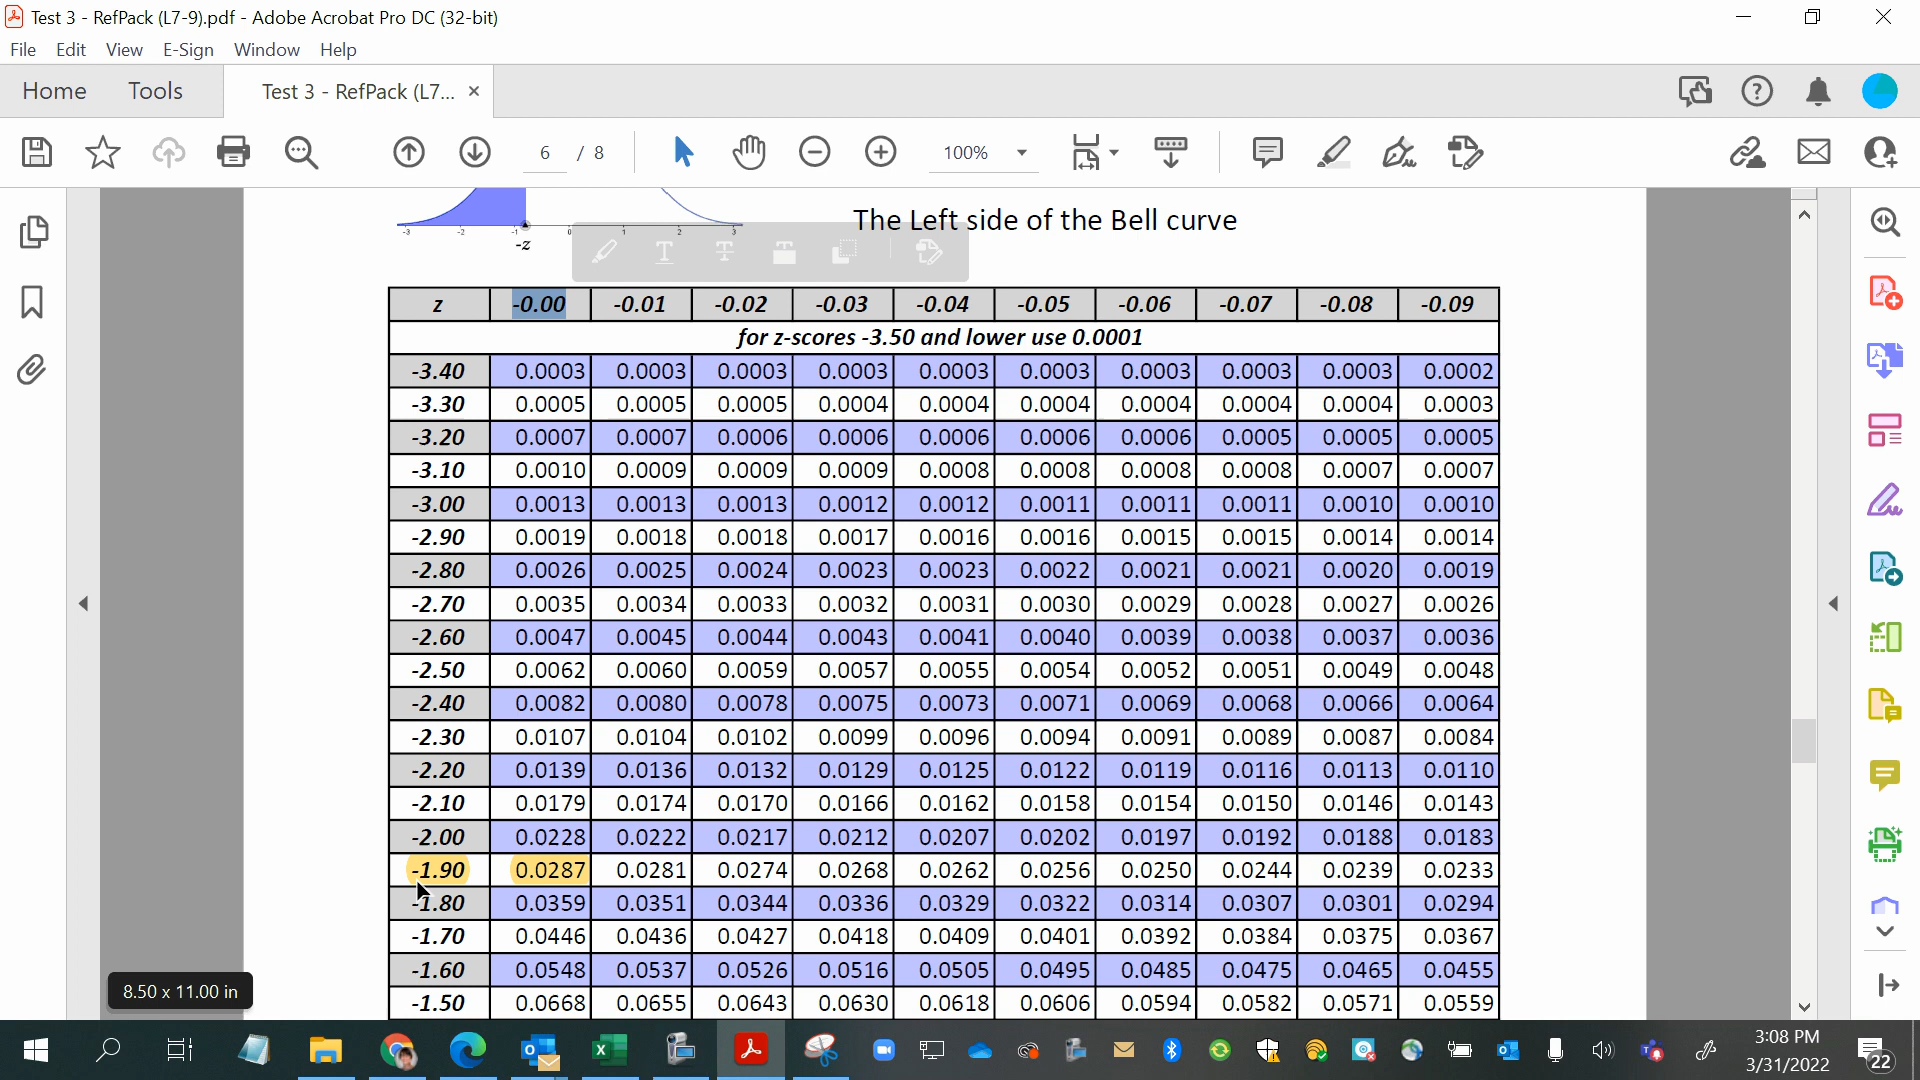 Test 3 - RefPack (L7-9).pdf - Adobe Acrobat Pro DC (32-bit)
File Edit View E-Sign Window Help
Home Tools Test 3 - RefPack (L7... ×
6 / 8 100%
The Left side of the Bell curve
-3 -2 -1 0 1 2 3
-z
z -0.00 -0.01 -0.02 -0.03 -0.04 -0.05 -0.06 -0.07 -0.08 -0.09
for z-scores -3.50 and lower use 0.0001
-3.40 0.0003 0.0003 0.0003 0.0003 0.0003 0.0003 0.0003 0.0003 0.0003 0.0002
-3.30 0.0005 0.0005 0.0005 0.0004 0.0004 0.0004 0.0004 0.0004 0.0004 0.0003
-3.20 0.0007 0.0007 0.0006 0.0006 0.0006 0.0006 0.0006 0.0005 0.0005 0.0005
-3.10 0.0010 0.0009 0.0009 0.0009 0.0008 0.0008 0.0008 0.0008 0.0007 0.0007
-3.00 0.0013 0.0013 0.0013 0.0012 0.0012 0.0011 0.0011 0.0011 0.0010 0.0010
-2.90 0.0019 0.0018 0.0018 0.0017 0.0016 0.0016 0.0015 0.0015 0.0014 0.0014
-2.80 0.0026 0.0025 0.0024 0.0023 0.0023 0.0022 0.0021 0.0021 0.0020 0.0019
-2.70 0.0035 0.0034 0.0033 0.0032 0.0031 0.0030 0.0029 0.0028 0.0027 0.0026
-2.60 0.0047 0.0045 0.0044 0.0043 0.0041 0.0040 0.0039 0.0038 0.0037 0.0036
-2.50 0.0062 0.0060 0.0059 0.0057 0.0055 0.0054 0.0052 0.0051 0.0049 0.0048
-2.40 0.0082 0.0080 0.0078 0.0075 0.0073 0.0071 0.0069 0.0068 0.0066 0.0064
-2.30 0.0107 0.0104 0.0102 0.0099 0.0096 0.0094 0.0091 0.0089 0.0087 0.0084
-2.20 0.0139 0.0136 0.0132 0.0129 0.0125 0.0122 0.0119 0.0116 0.0113 0.0110
-2.10 0.0179 0.0174 0.0170 0.0166 0.0162 0.0158 0.0154 0.0150 0.0146 0.0143
-2.00 0.0228 0.0222 0.0217 0.0212 0.0207 0.0202 0.0197 0.0192 0.0188 0.0183
-1.90 0.0287 0.0281 0.0274 0.0268 0.0262 0.0256 0.0250 0.0244 0.0239 0.0233
-1.80 0.0359 0.0351 0.0344 0.0336 0.0329 0.0322 0.0314 0.0307 0.0301 0.0294
-1.70 0.0446 0.0436 0.0427 0.0418 0.0409 0.0401 0.0392 0.0384 0.0375 0.0367
-1.60 0.0548 0.0537 0.0526 0.0516 0.0505 0.0495 0.0485 0.0475 0.0465 0.0455
-1.50 0.0668 0.0655 0.0643 0.0630 0.0618 0.0606 0.0594 0.0582 0.0571 0.0559
8.50 x 11.00 in
3:08 PM
3/31/2022
22